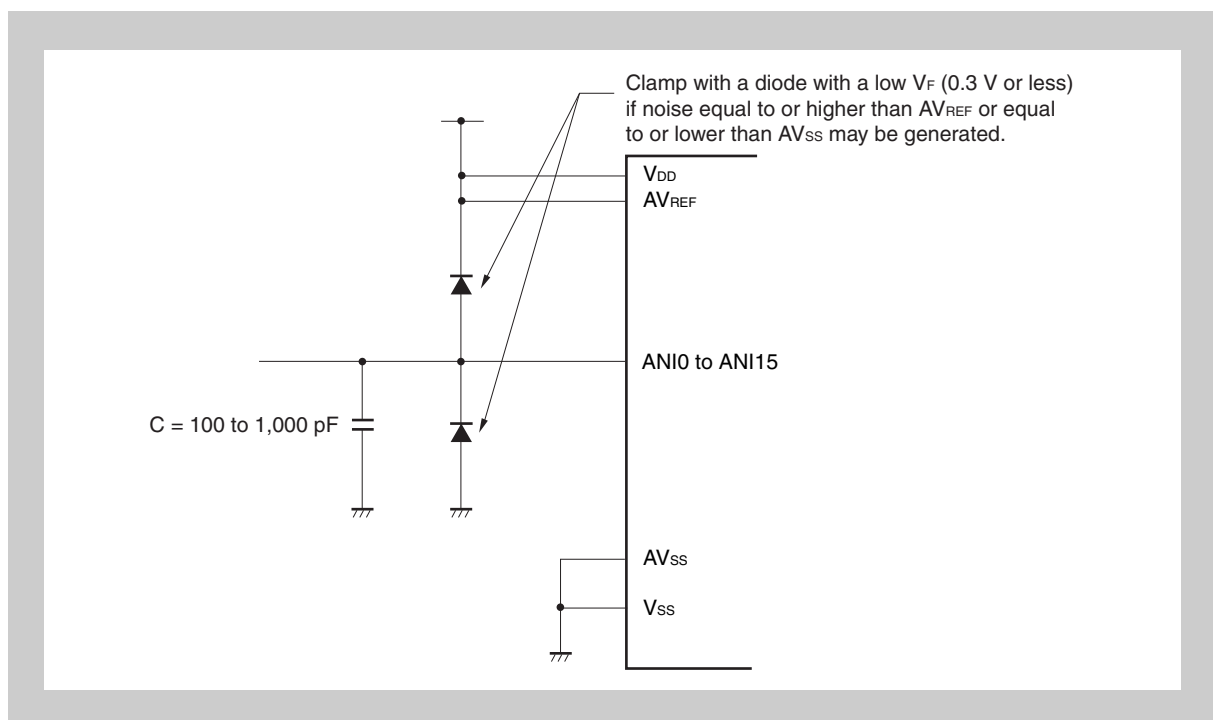 Clamp with a diode with a low VF (0.3 V or less)
if noise equal to or higher than AVREF or equal
to or lower than AVSS may be generated.
VDD
AVREF
ANI0 to ANI15
C = 100 to 1,000 pF
AVSS
VSS